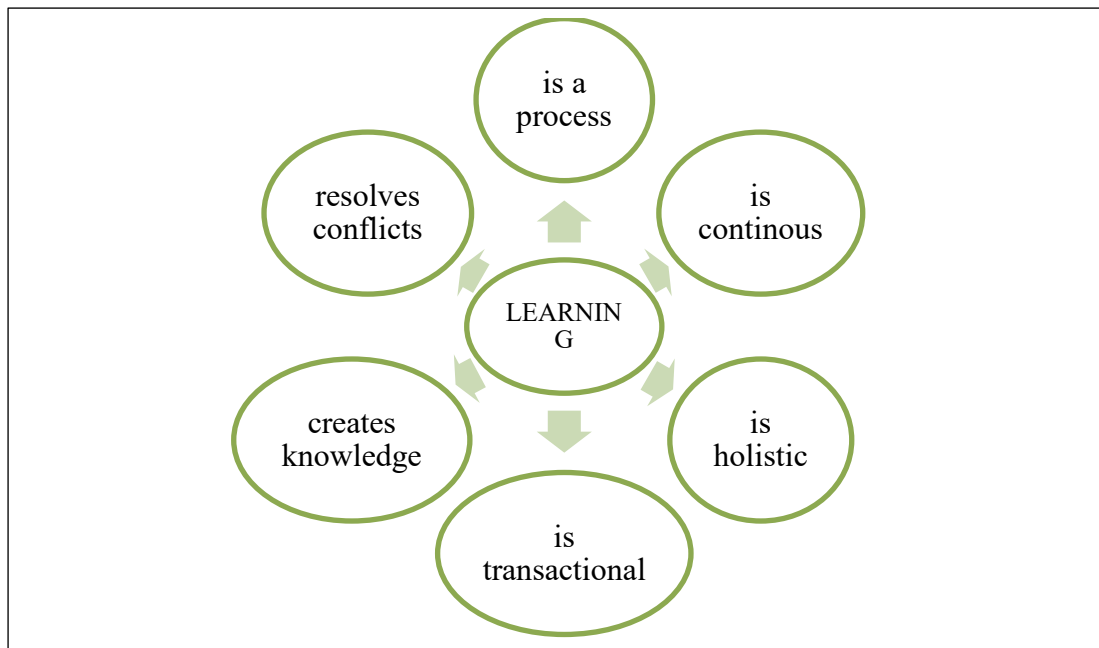 is a
process
is
continous
is
holistic
is
transactional
creates
knowledge
resolves
conflicts
LEARNIN
G